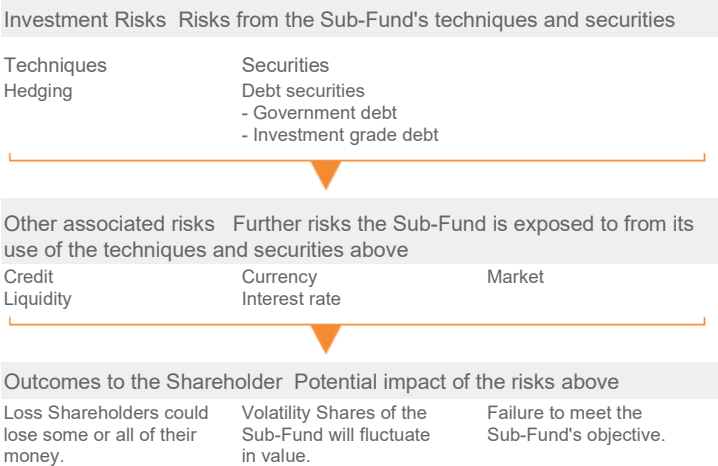 Investment Risks  Risks from the Sub-Fund's techniques and securities
Techniques
Hedging
Securities
Debt securities
- Government debt
- Investment grade debt
Other associated risks  Further risks the Sub-Fund is exposed to from its
use of the techniques and securities above
Credit
Liquidity
Currency
Interest rate
Market
Outcomes to the Shareholder  Potential impact of the risks above
Loss Shareholders could
lose some or all of their
money.
Volatility Shares of the
Sub-Fund will fluctuate
in value.
Failure to meet the
Sub-Fund's objective.